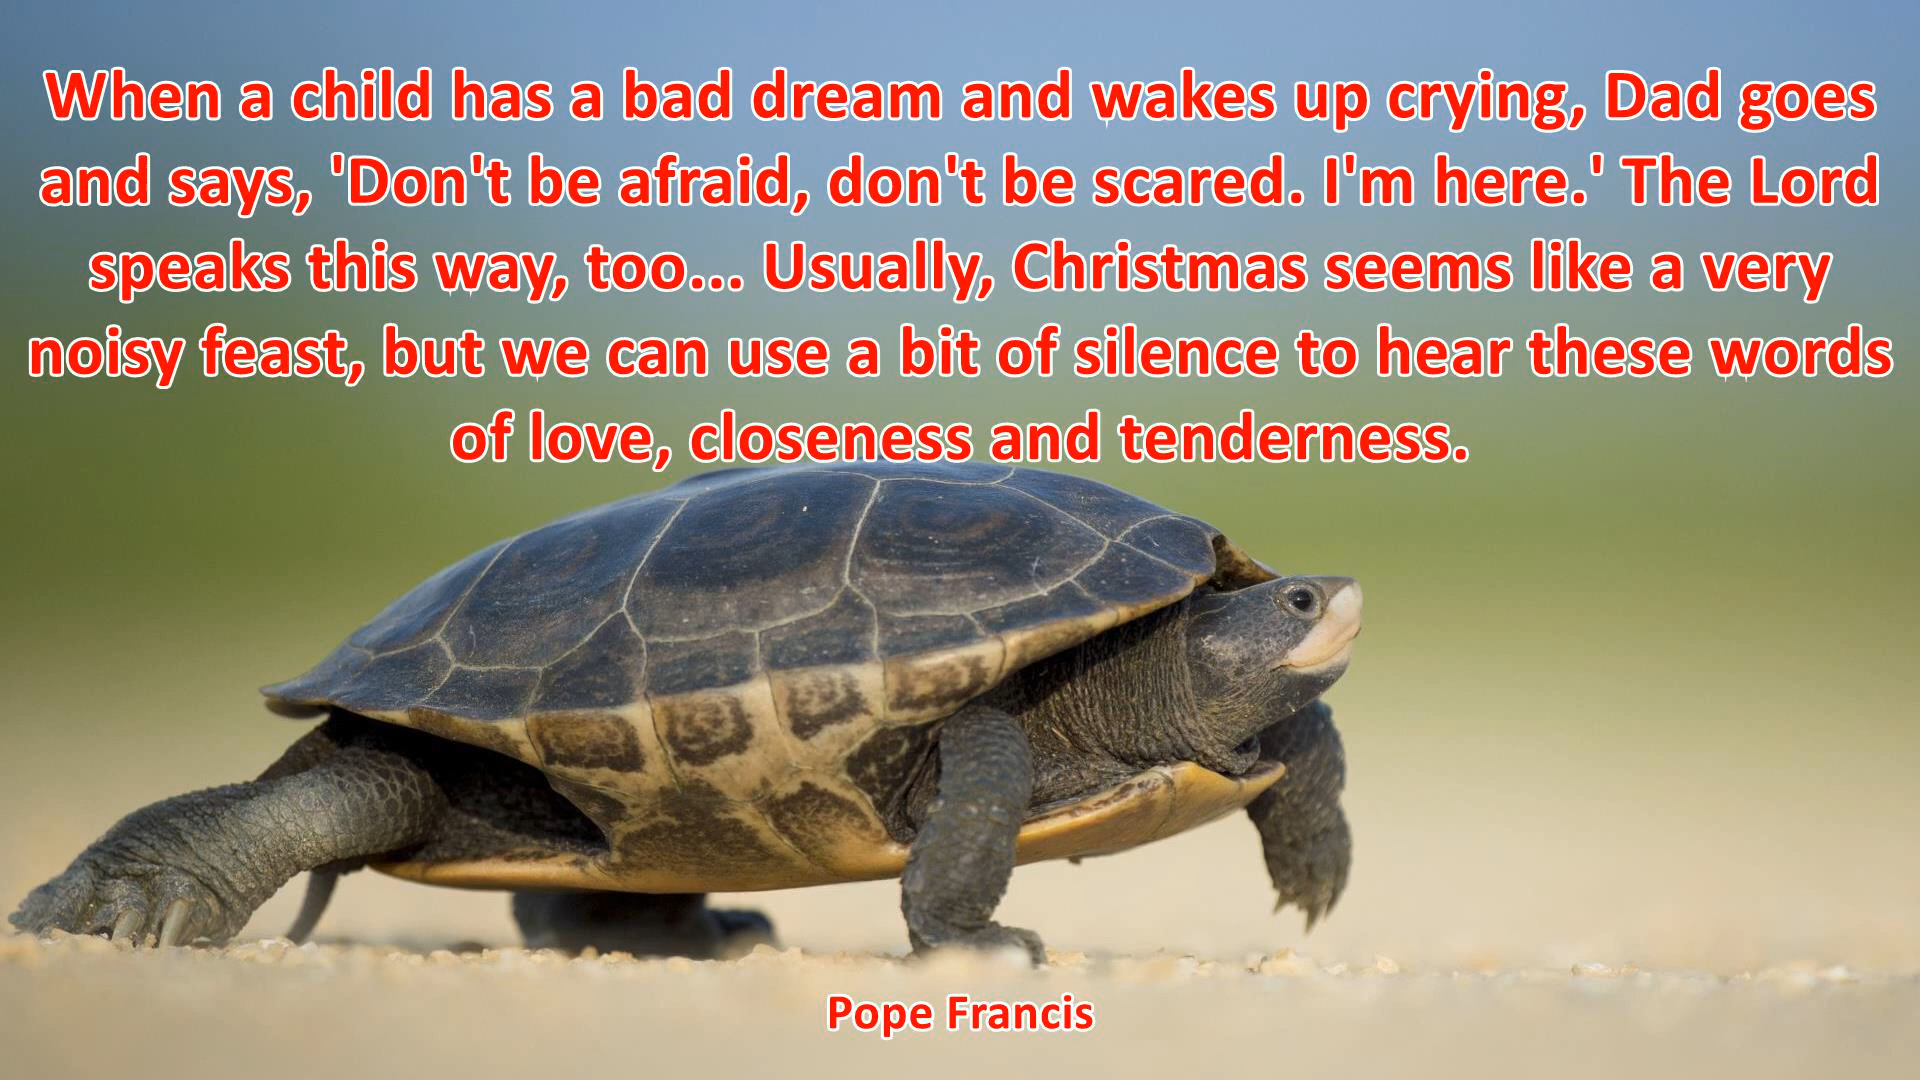 When a child has a bad dream and wakes up crying, Dad goes
and says, 'Don't be afraid, don't be scared. I'm here.' The Lord
speaks this way, too... Usually, Christmas seems like a very
noisy feast, but we can use a bit of silence to hear these words
of love, closeness and tenderness.
Pope Francis